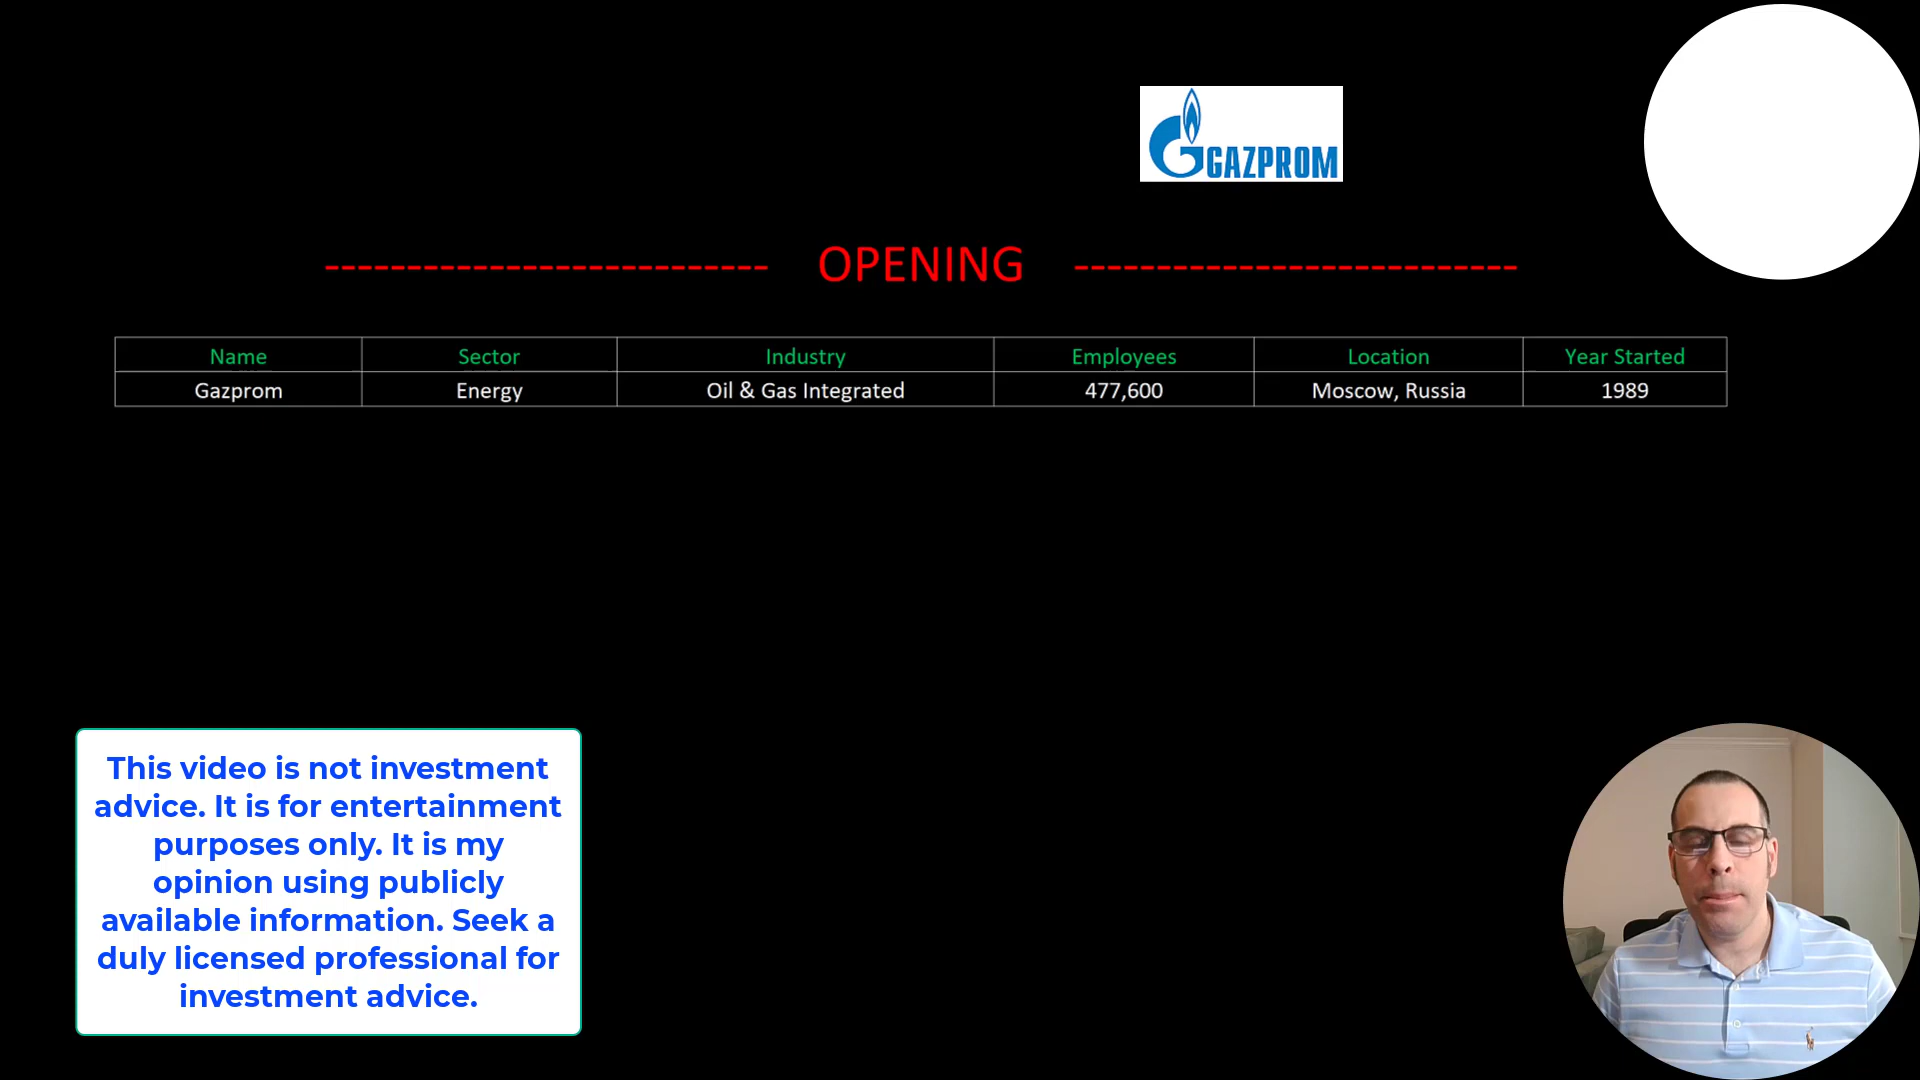 GAZPROM
-------------------------- OPENING --------------------------
Name Sector Industry Employees Location Year Started
Gazprom Energy Oil & Gas Integrated 477,600 Moscow, Russia 1989
This video is not investment
advice. It is for entertainment
purposes only. It is my
opinion using publicly
available information. Seek a
duly licensed professional for
investment advice.